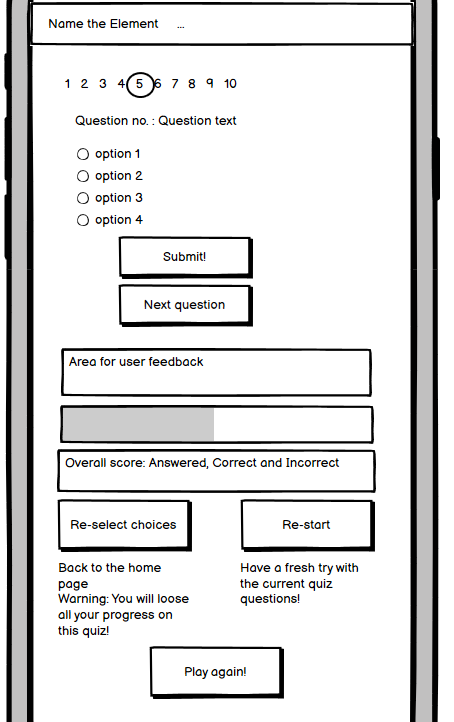 Name the Element ...
1 2 3 4 5 6 7 8 9 10
Question no. : Question text
option 1
option 2
option 3
option 4
Submit!
Next question
Area for user feedback
Overall score: Answered, Correct and Incorrect
Re-select choices
Re-start
Back to the home
page
Warning: You will loose
all your progress on
this quiz!
Have a fresh try with
the current quiz
questions!
Play again!